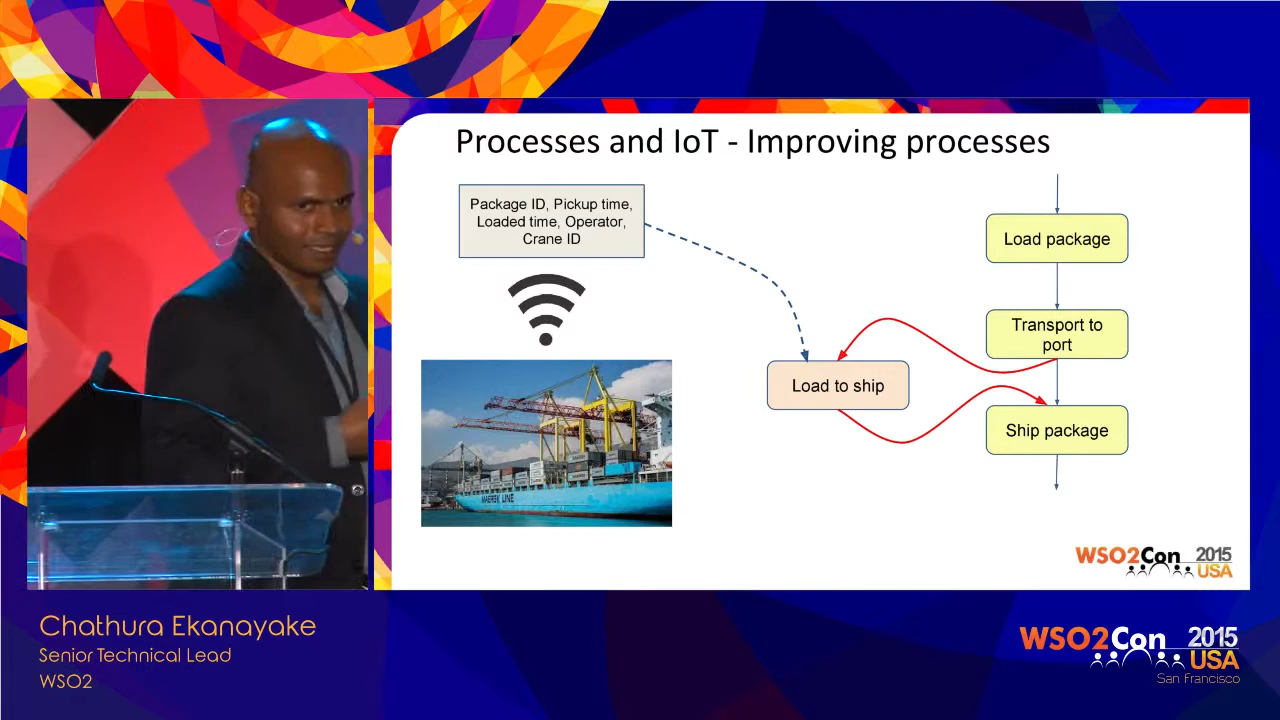 Processes and IoT - Improving processes
Package ID, Pickup time,
Loaded time, Operator,
Crane ID
Load package
Transport to
port
Load to ship
Ship package
MAERSK LINE
WSO2Con 2015
USA
Chathura Ekanayake
Senior Technical Lead
WSO2
WSO2Con 2015
USA
San Francisco